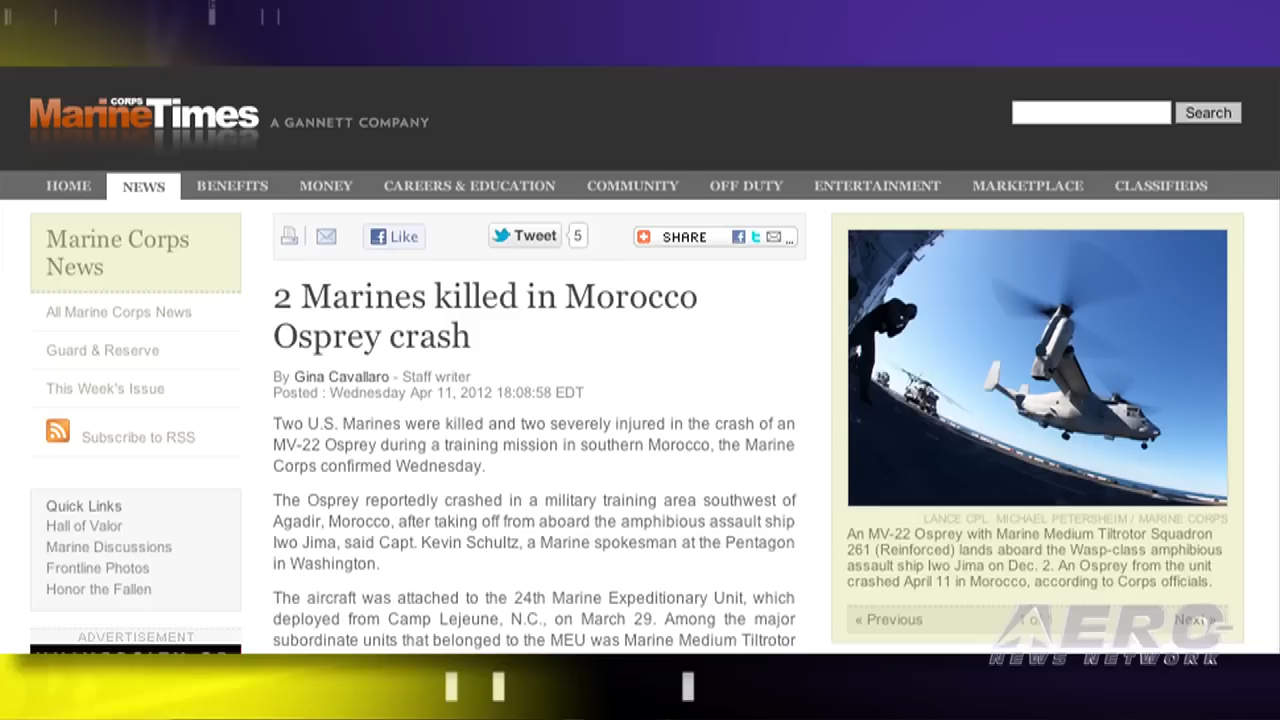 Marine CORPS Times A GANNETT COMPANY
Search
HOME NEWS BENEFITS MONEY CAREERS & EDUCATION COMMUNITY OFF DUTY ENTERTAINMENT MARKETPLACE CLASSIFIEDS
Marine Corps
News
All Marine Corps News
Guard & Reserve
This Week's Issue
Subscribe to RSS
Quick Links
Hall of Valor
Marine Discussions
Frontline Photos
Honor the Fallen
ADVERTISEMENT
Like Tweet 5 SHARE ...
2 Marines killed in Morocco
Osprey crash
By Gina Cavallaro - Staff writer
Posted : Wednesday Apr 11, 2012 18:08:58 EDT
Two U.S. Marines were killed and two severely injured in the crash of an
MV-22 Osprey during a training mission in southern Morocco, the Marine
Corps confirmed Wednesday.
The Osprey reportedly crashed in a military training area southwest of
Agadir, Morocco, after taking off from aboard the amphibious assault ship
Iwo Jima, said Capt. Kevin Schultz, a Marine spokesman at the Pentagon
in Washington.
The aircraft was attached to the 24th Marine Expeditionary Unit, which
deployed from Camp Lejeune, N.C., on March 29. Among the major
subordinate units that belonged to the MEU was Marine Medium Tiltrotor
LANCE CPL. MICHAEL PETERSHEIM / MARINE CORPS
An MV-22 Osprey with Marine Medium Tiltrotor Squadron
261 (Reinforced) lands aboard the Wasp-class amphibious
assault ship Iwo Jima on Dec. 2. An Osprey from the unit
crashed April 11 in Morocco, according to Corps officials.
« Previous Next »
AERO
NEWS NETWORK